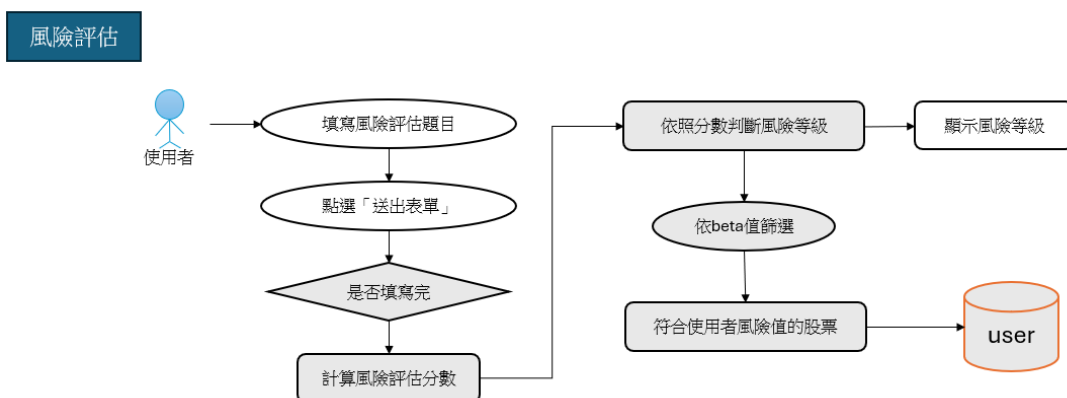 風險評估
使用者
填寫風險評估題目
點選「送出表單」
是否填寫完
計算風險評估分數
依照分數判斷風險等級
顯示風險等級
依beta值篩選
符合使用者風險值的股票
user